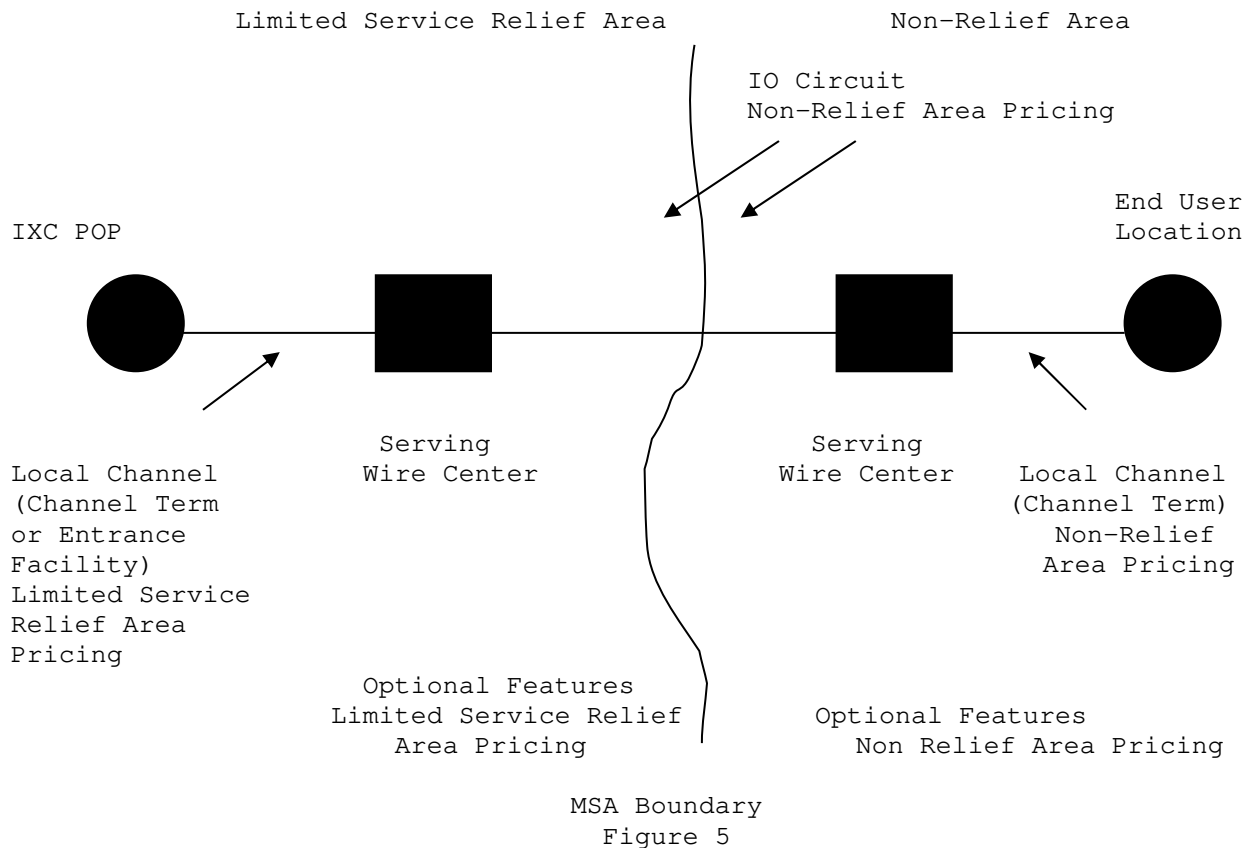 Limited Service Relief Area
Non-Relief Area
IO Circuit
Non-Relief Area Pricing
End User
Location
IXC POP
Serving
Wire Center
Serving
Wire Center
Local Channel
(Channel Term
or Entrance
Facility)
Limited Service
Relief Area
Pricing
Local Channel
(Channel Term)
Non-Relief
Area Pricing
Optional Features
Limited Service Relief
Area Pricing
Optional Features
Non Relief Area Pricing
MSA Boundary
Figure 5